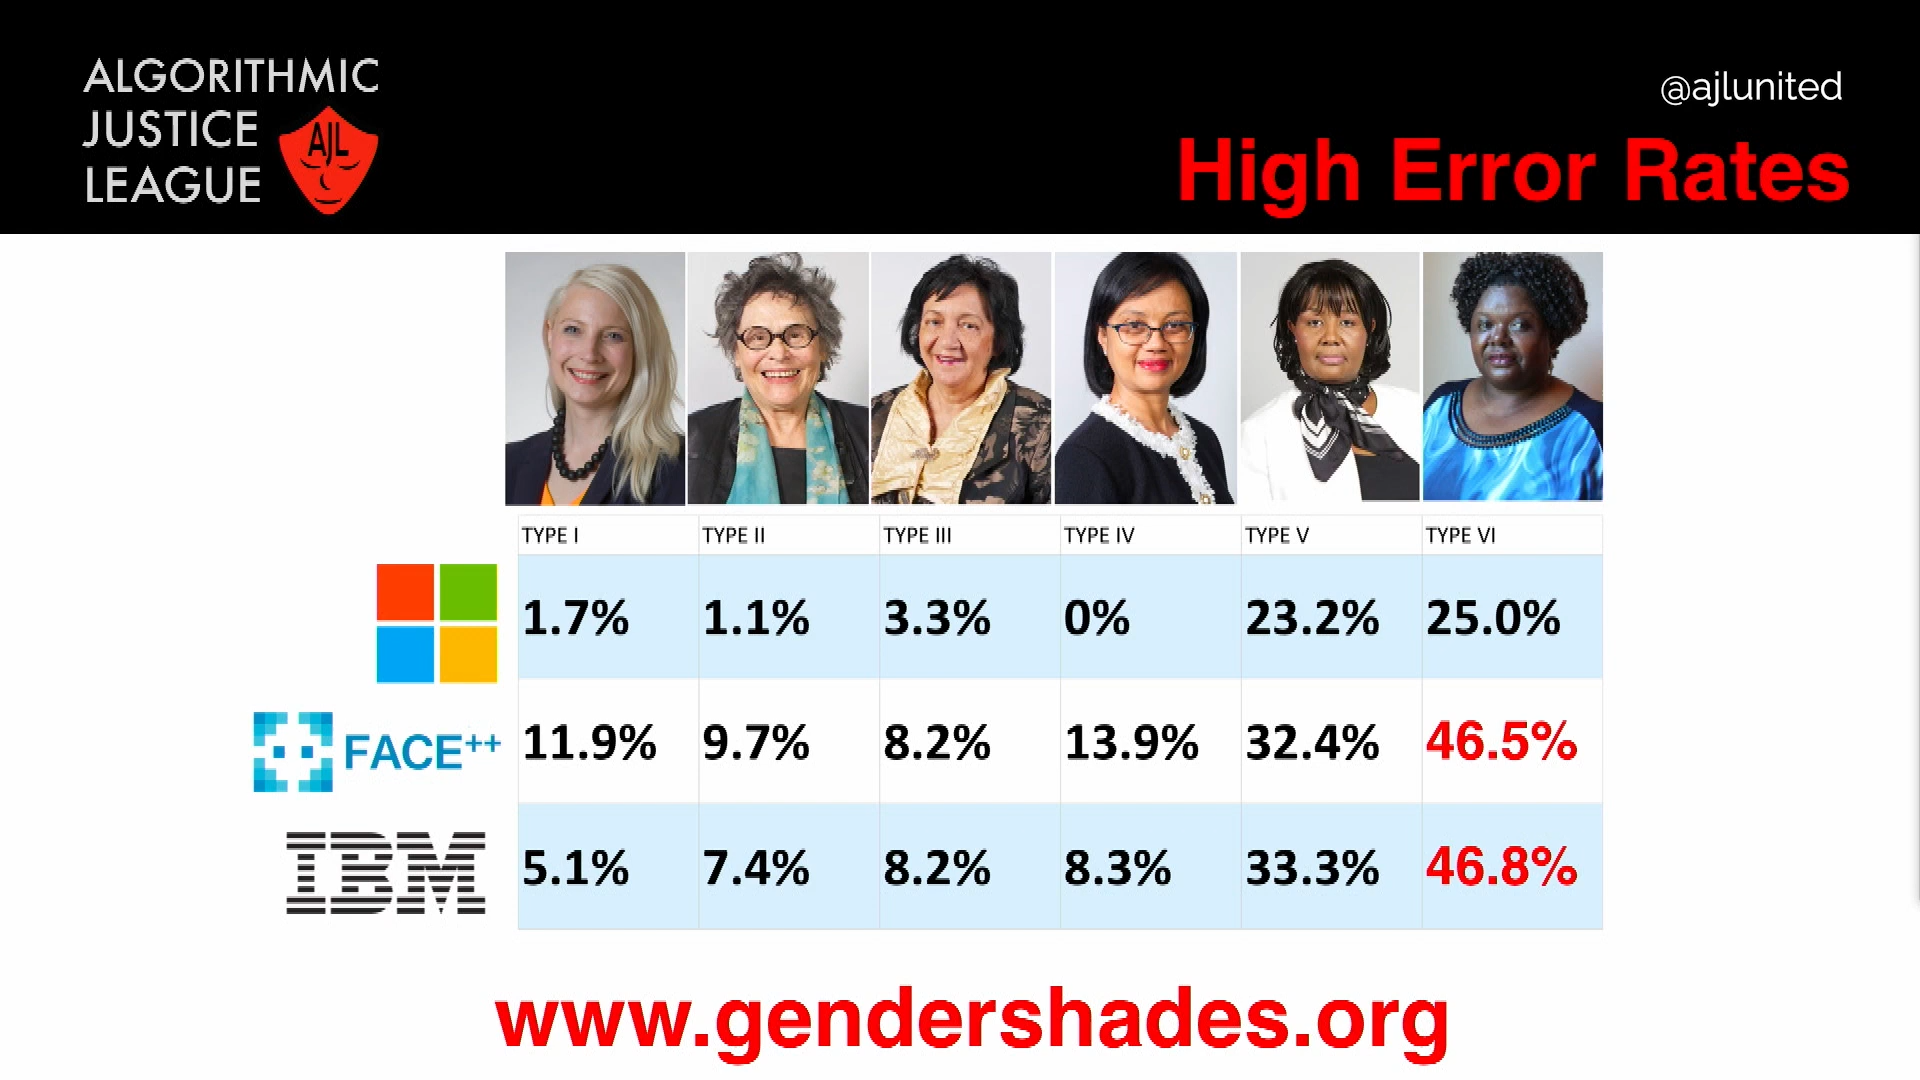 ALGORITHMIC
JUSTICE
LEAGUE
AJL
@ajlunited
High Error Rates
TYPE I TYPE II TYPE III TYPE IV TYPE V TYPE VI
1.7% 1.1% 3.3% 0% 23.2% 25.0%
FACE++ 11.9% 9.7% 8.2% 13.9% 32.4% 46.5%
IBM 5.1% 7.4% 8.2% 8.3% 33.3% 46.8%
www.gendershades.org